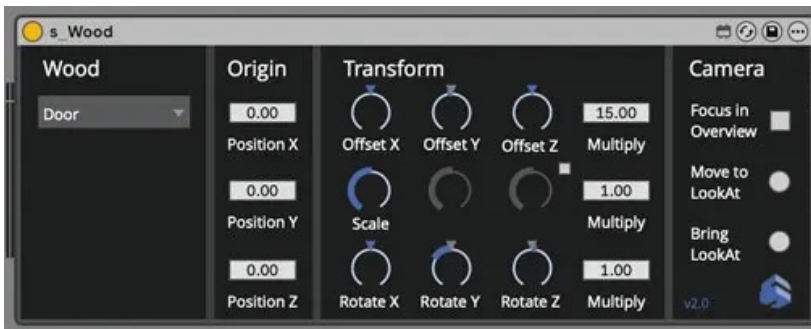 s_Wood
Wood
Door
Origin
0.00
Position X
0.00
Position Y
0.00
Position Z
Transform
Offset X Offset Y Offset Z 15.00 Multiply
Scale 1.00 Multiply
Rotate X Rotate Y Rotate Z 1.00 Multiply
Camera
Focus in
Overview
Move to
LookAt
Bring
LookAt
v2.0